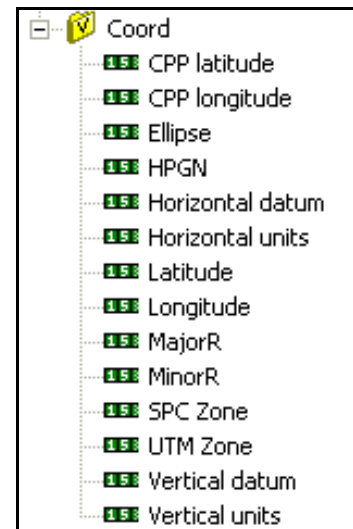 Coord
CPP latitude
CPP longitude
Ellipse
HPGN
Horizontal datum
Horizontal units
Latitude
Longitude
MajorR
MinorR
SPC Zone
UTM Zone
Vertical datum
Vertical units